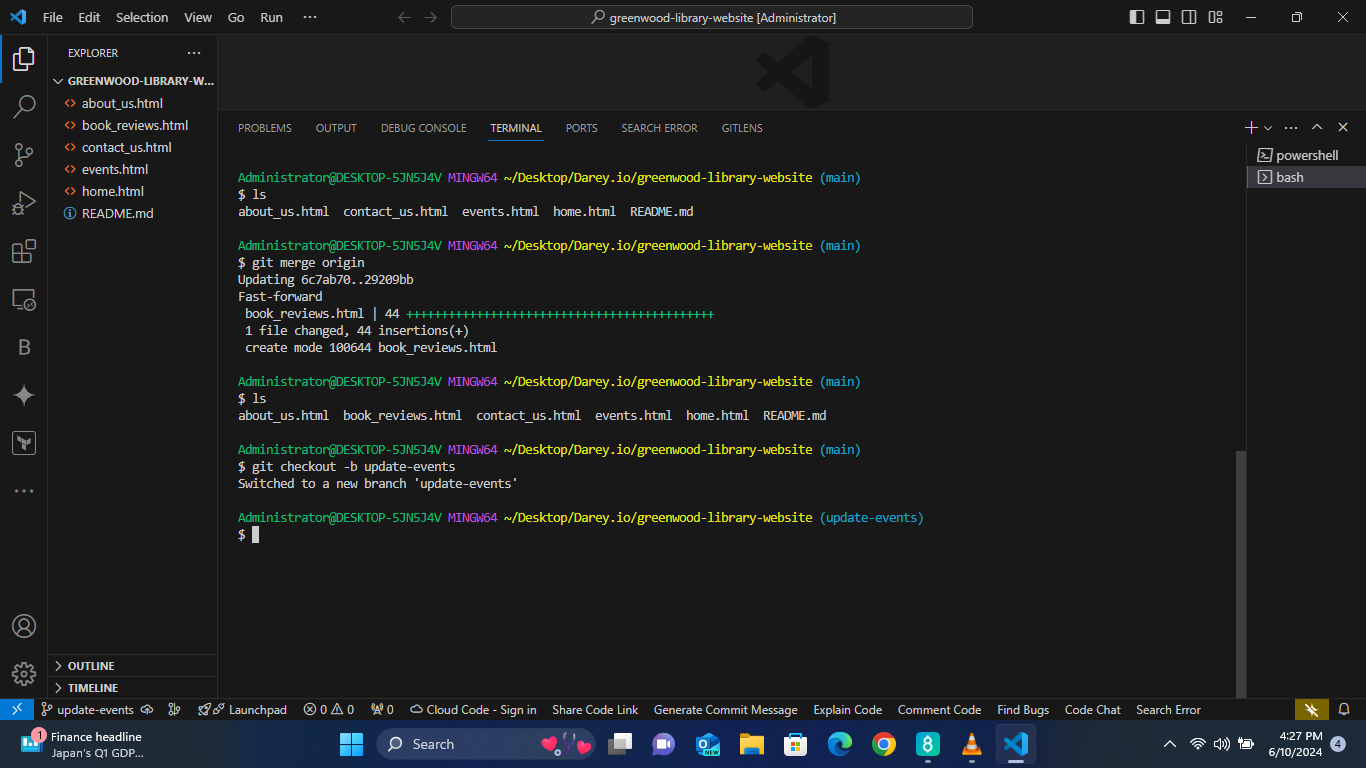 File Edit Selection View Go Run ···
greenwood-library-website [Administrator]
EXPLORER
GREENWOOD-LIBRARY-W...
about_us.html
book_reviews.html
contact_us.html
events.html
home.html
README.md
OUTLINE
TIMELINE
PROBLEMS OUTPUT DEBUG CONSOLE TERMINAL PORTS SEARCH ERROR GITLENS
powershell
bash
Administrator@DESKTOP-5JN5J4V MINGW64 ~/Desktop/Darey.io/greenwood-library-website (main)
$ ls
about_us.html contact_us.html events.html home.html README.md
Administrator@DESKTOP-5JN5J4V MINGW64 ~/Desktop/Darey.io/greenwood-library-website (main)
$ git merge origin
Updating 6c7ab70..29209bb
Fast-forward
book_reviews.html | 44 ++++++++++++++++++++++++++++++++++++++++++++
1 file changed, 44 insertions(+)
create mode 100644 book_reviews.html
Administrator@DESKTOP-5JN5J4V MINGW64 ~/Desktop/Darey.io/greenwood-library-website (main)
$ ls
about_us.html book_reviews.html contact_us.html events.html home.html README.md
Administrator@DESKTOP-5JN5J4V MINGW64 ~/Desktop/Darey.io/greenwood-library-website (main)
$ git checkout -b update-events
Switched to a new branch 'update-events'
Administrator@DESKTOP-5JN5J4V MINGW64 ~/Desktop/Darey.io/greenwood-library-website (update-events)
$
update-events Launchpad 0 0 0 Cloud Code - Sign in Share Code Link Generate Commit Message Explain Code Comment Code Find Bugs Code Chat Search Error
1
Finance headline
Japan's Q1 GDP...
Search
NEW
4:27 PM
6/10/2024
4